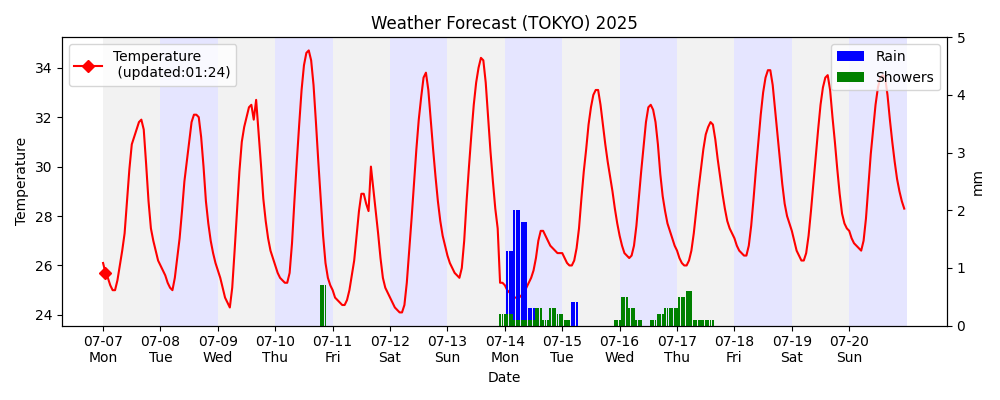 Weather Forecast (TOKYO) 2025
Temperature
(updated:01:24)
Rain
Showers
Temperature
34
32
30
28
26
24
5
4
3
2
1
0
mm
07-07 07-08 07-09 07-10 07-11 07-12 07-13 07-14 07-15 07-16 07-17 07-18 07-19 07-20
Mon Tue Wed Thu Fri Sat Sun Mon Tue Wed Thu Fri Sat Sun
Date